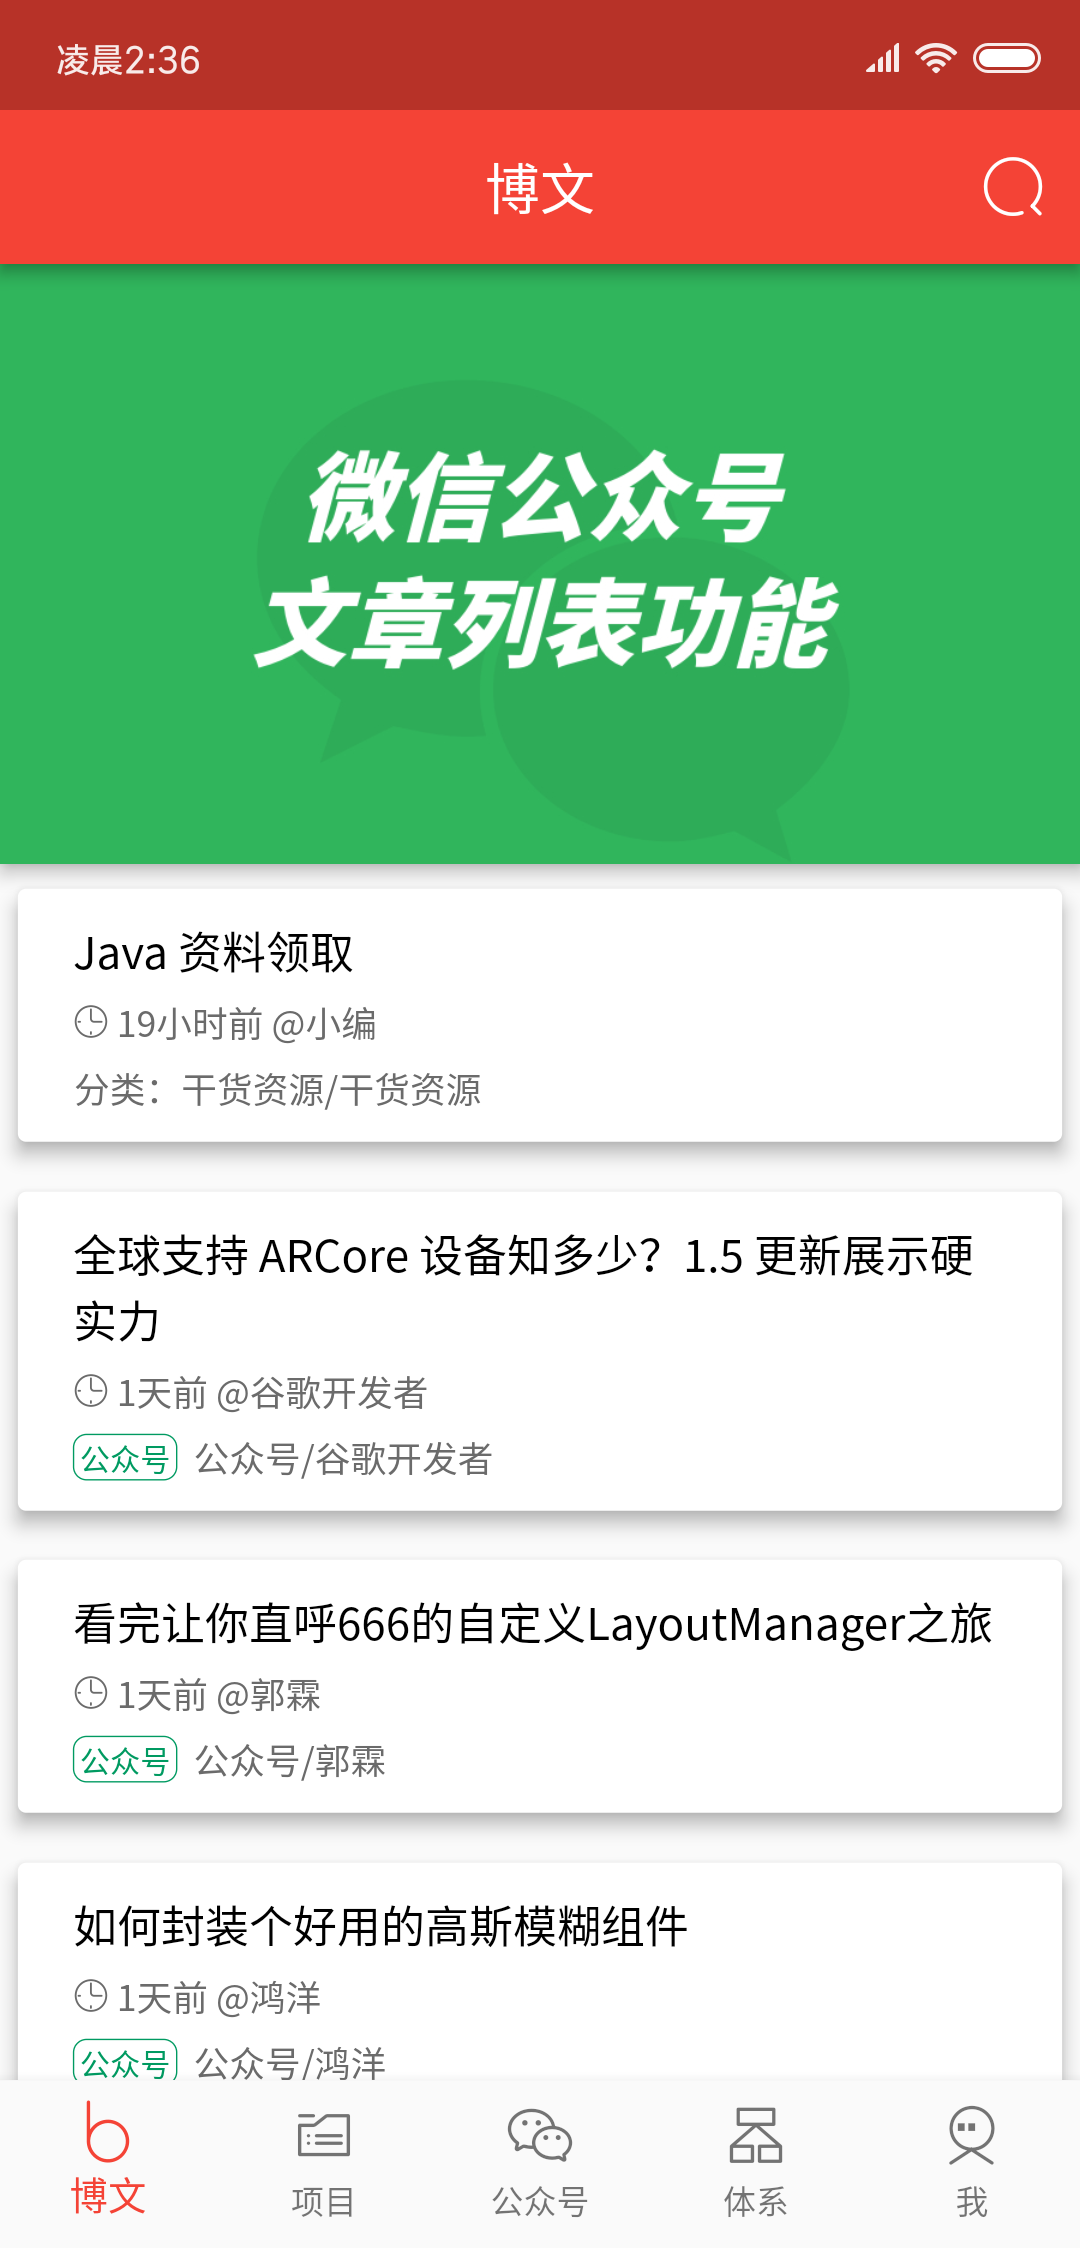 凌晨2:36
博文
微信公众号
文章列表功能
Java 资料领取
19小时前 @小编
分类：干货资源/干货资源
全球支持 ARCore 设备知多少？1.5 更新展示硬
实力
1天前 @谷歌开发者
公众号 公众号/谷歌开发者
看完让你直呼666的自定义LayoutManager之旅
1天前 @郭霖
公众号 公众号/郭霖
如何封装个好用的高斯模糊组件
1天前 @鸿洋
公众号 公众号/鸿洋
博文 项目 公众号 体系 我